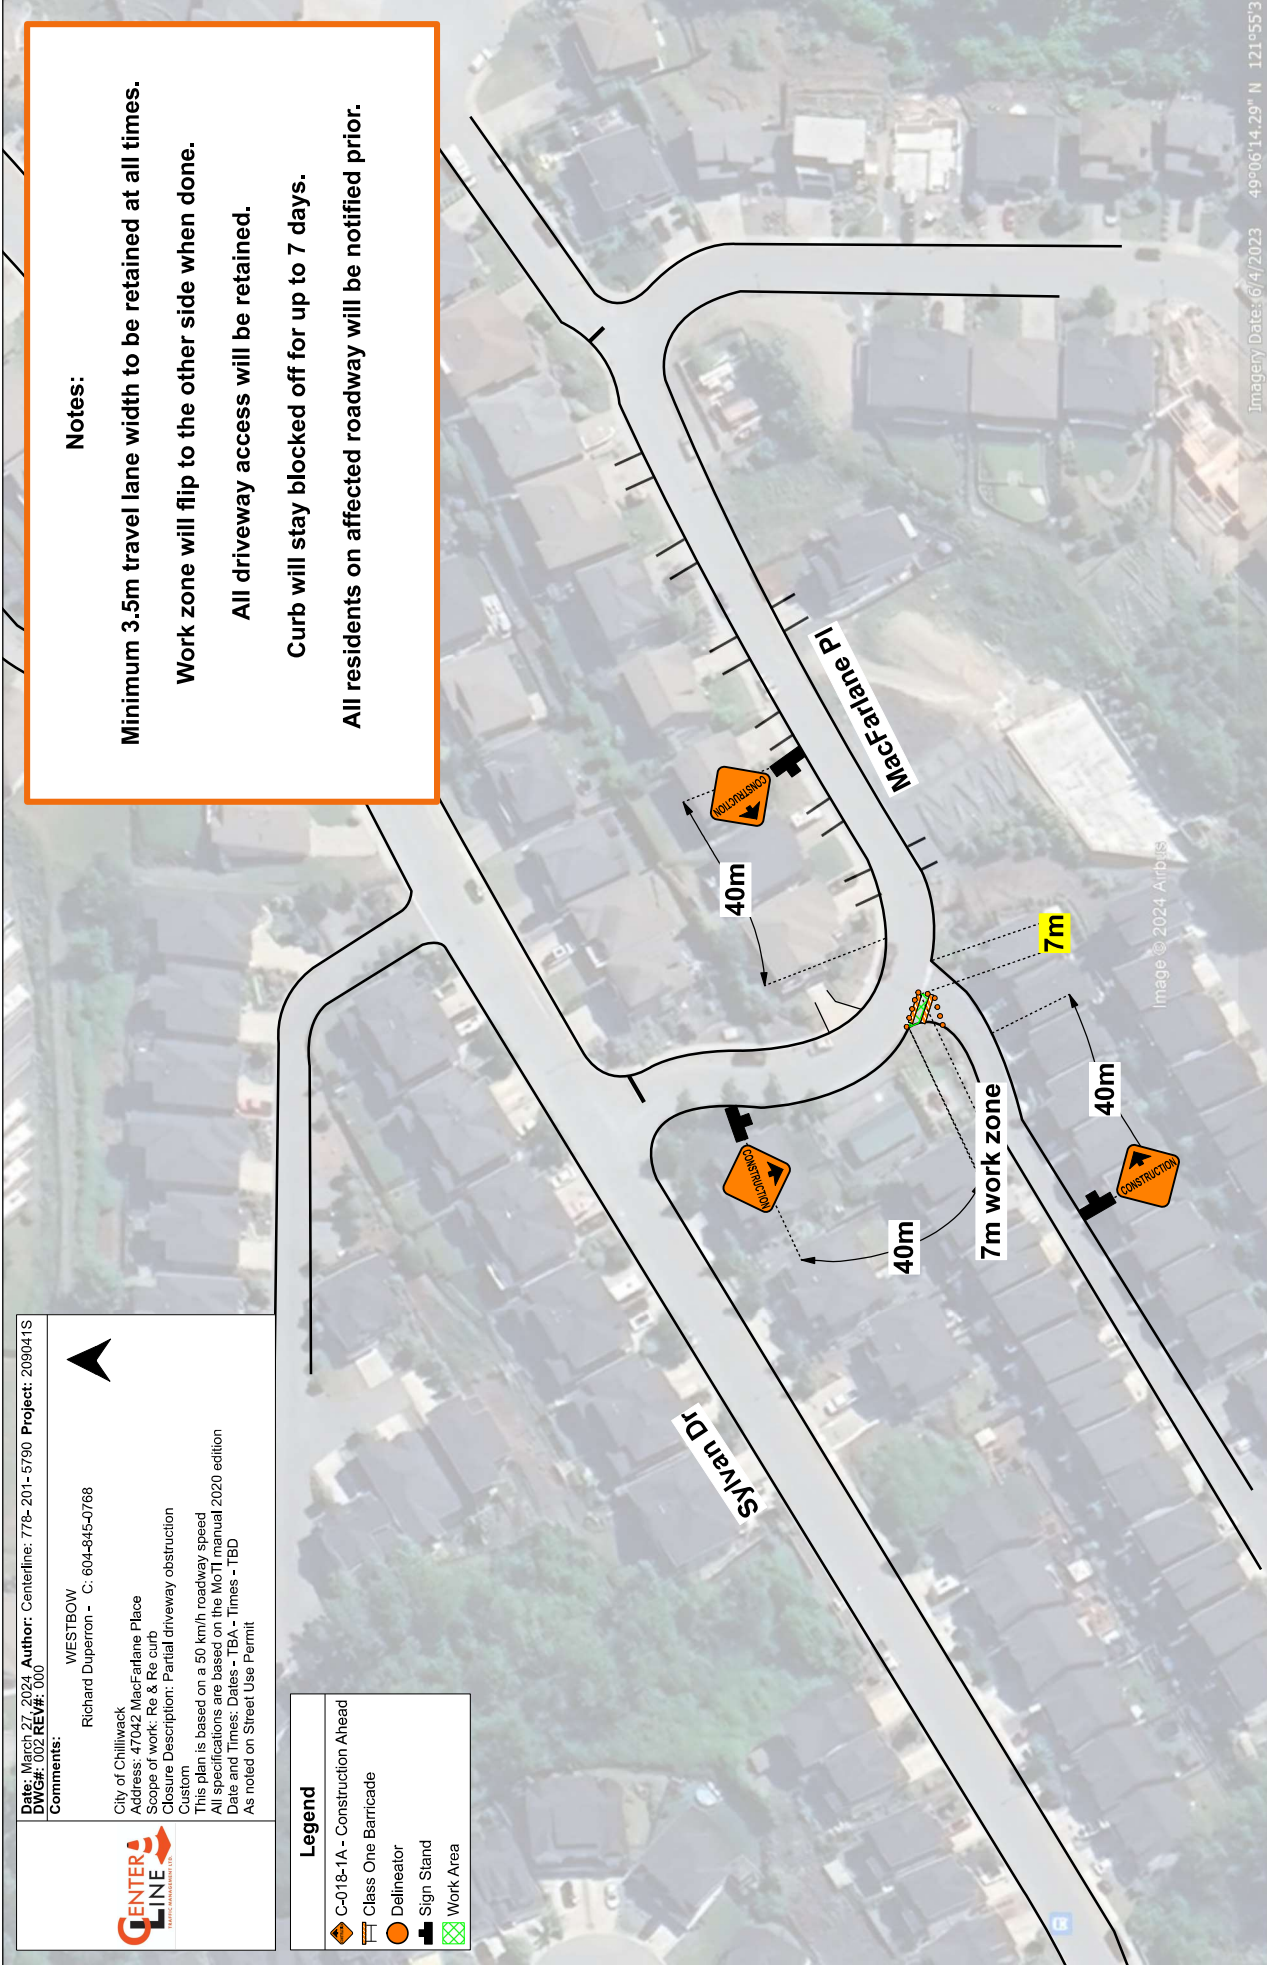 Date: March 27, 2024 Author: Centerline: 778-201-5790 Project: 209041S
DWG#: 002 REV#: 000
Comments:
WESTBOW
Richard Duperron - C: 604-845-0768
City of Chilliwack
Address: 47042 MacFarlane Place
Scope of work: Re & Re curb
Closure Description: Partial driveway obstruction
Custom
This plan is based on a 50 km/h roadway speed
All specifications are based on the MoTI manual 2020 edition
Date and Times: Dates - TBA - Times - TBD
As noted on Street Use Permit
CENTER
LINE
TRAFFIC MANAGEMENT LTD.
Legend
C-018-1A - Construction Ahead
Class One Barricade
Delineator
Sign Stand
Work Area
Notes:
Minimum 3.5m travel lane width to be retained at all times.
Work zone will flip to the other side when done.
All driveway access will be retained.
Curb will stay blocked off for up to 7 days.
All residents on affected roadway will be notified prior.
Sylvan Dr
MacFarlane Pl
CONSTRUCTION
40m
CONSTRUCTION
40m
7m work zone
7m
40m
CONSTRUCTION
Image © 2024 Airbus
Imagery Date: 6/4/2023 49°06'14.29" N 121°55'3